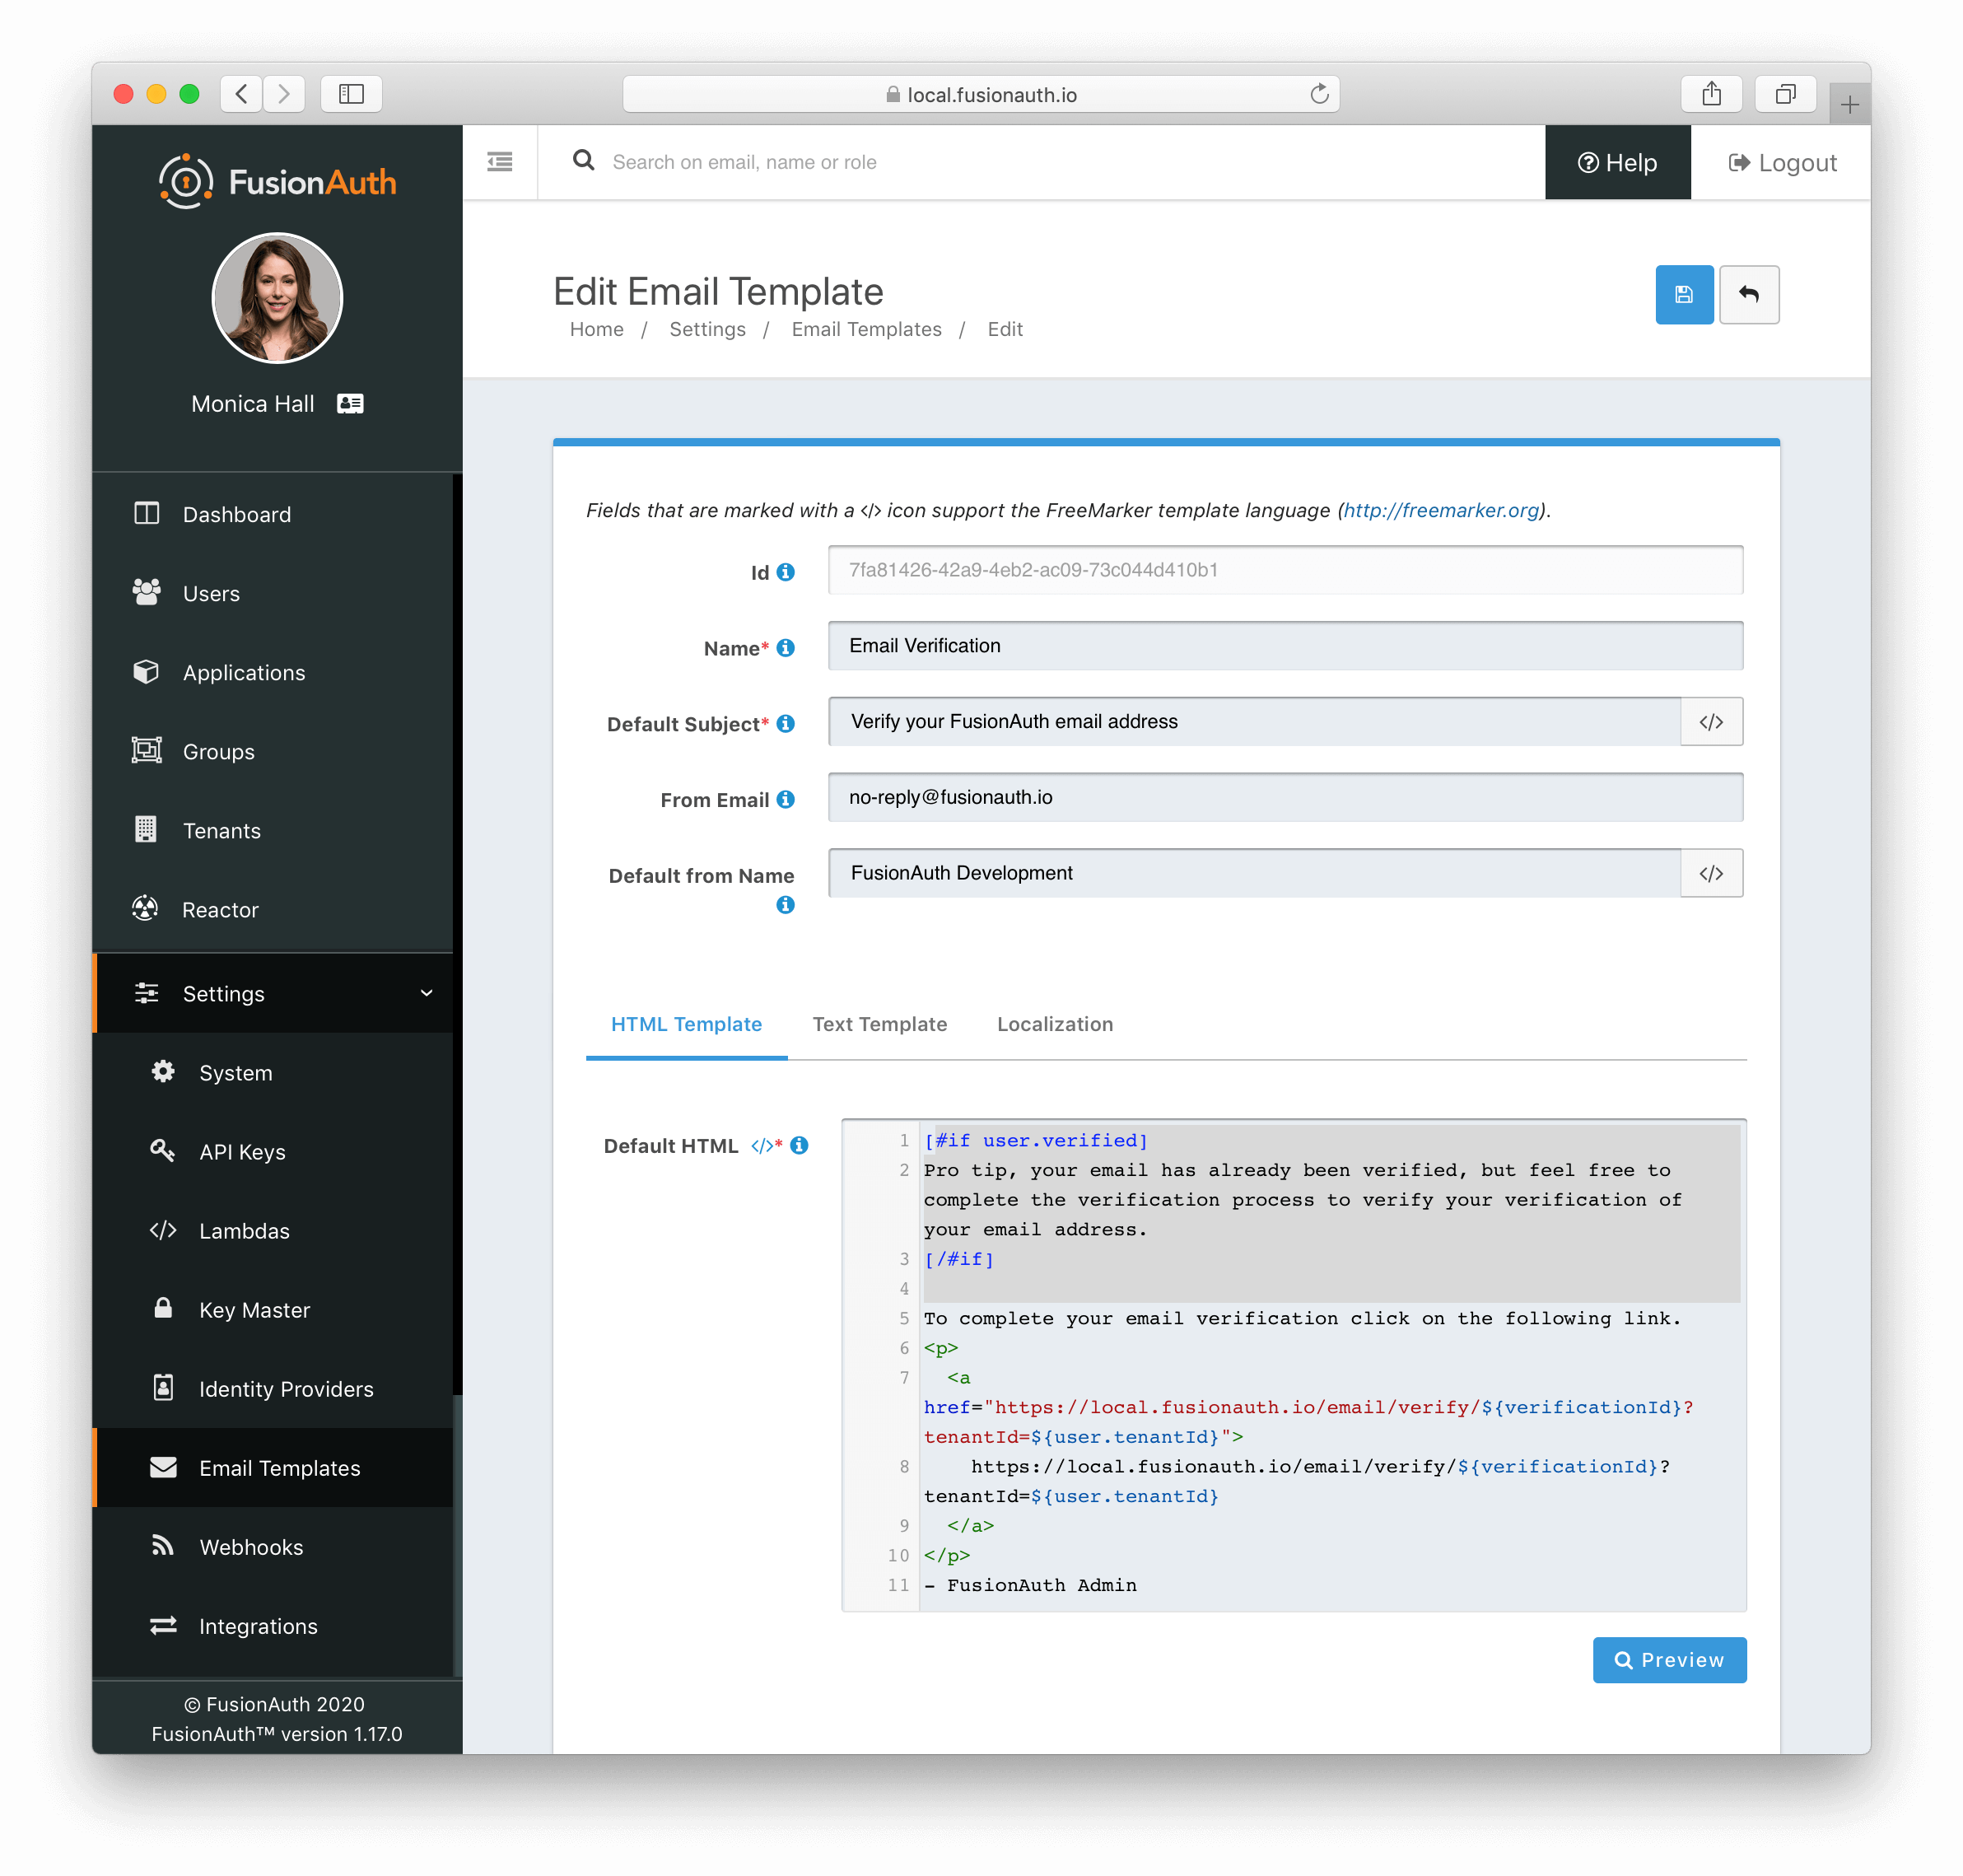 local.fusionauth.io
FusionAuth
Search on email, name or role
Help
Logout
Monica Hall
Dashboard
Users
Applications
Groups
Tenants
Reactor
Settings
System
API Keys
Lambdas
Key Master
Identity Providers
Email Templates
Webhooks
Integrations
© FusionAuth 2020
FusionAuth™ version 1.17.0
Edit Email Template
Home / Settings / Email Templates / Edit
Fields that are marked with a </> icon support the FreeMarker template language (http://freemarker.org).
Id 7fa81426-42a9-4eb2-ac09-73c044d410b1
Name* Email Verification
Default Subject* Verify your FusionAuth email address </>
From Email no-reply@fusionauth.io
Default from Name FusionAuth Development </>
HTML Template Text Template Localization
Default HTML </>*
1 [#if user.verified]
2 Pro tip, your email has already been verified, but feel free to
complete the verification process to verify your verification of
your email address.
3 [/#if]
4
5 To complete your email verification click on the following link.
6 <p>
7 <a
href="https://local.fusionauth.io/email/verify/${verificationId}?
tenantId=${user.tenantId}">
8 https://local.fusionauth.io/email/verify/${verificationId}?
tenantId=${user.tenantId}
9 </a>
10 </p>
11 - FusionAuth Admin
Preview